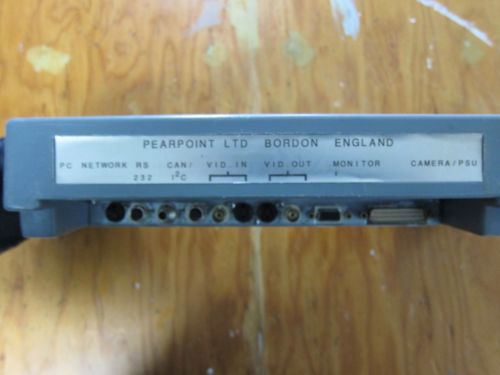 PEARPOINT LTD BORDON ENGLAND
PC NETWORK RS CAN/ VID.IN VID.OUT MONITOR CAMERA/PSU
232 I²C